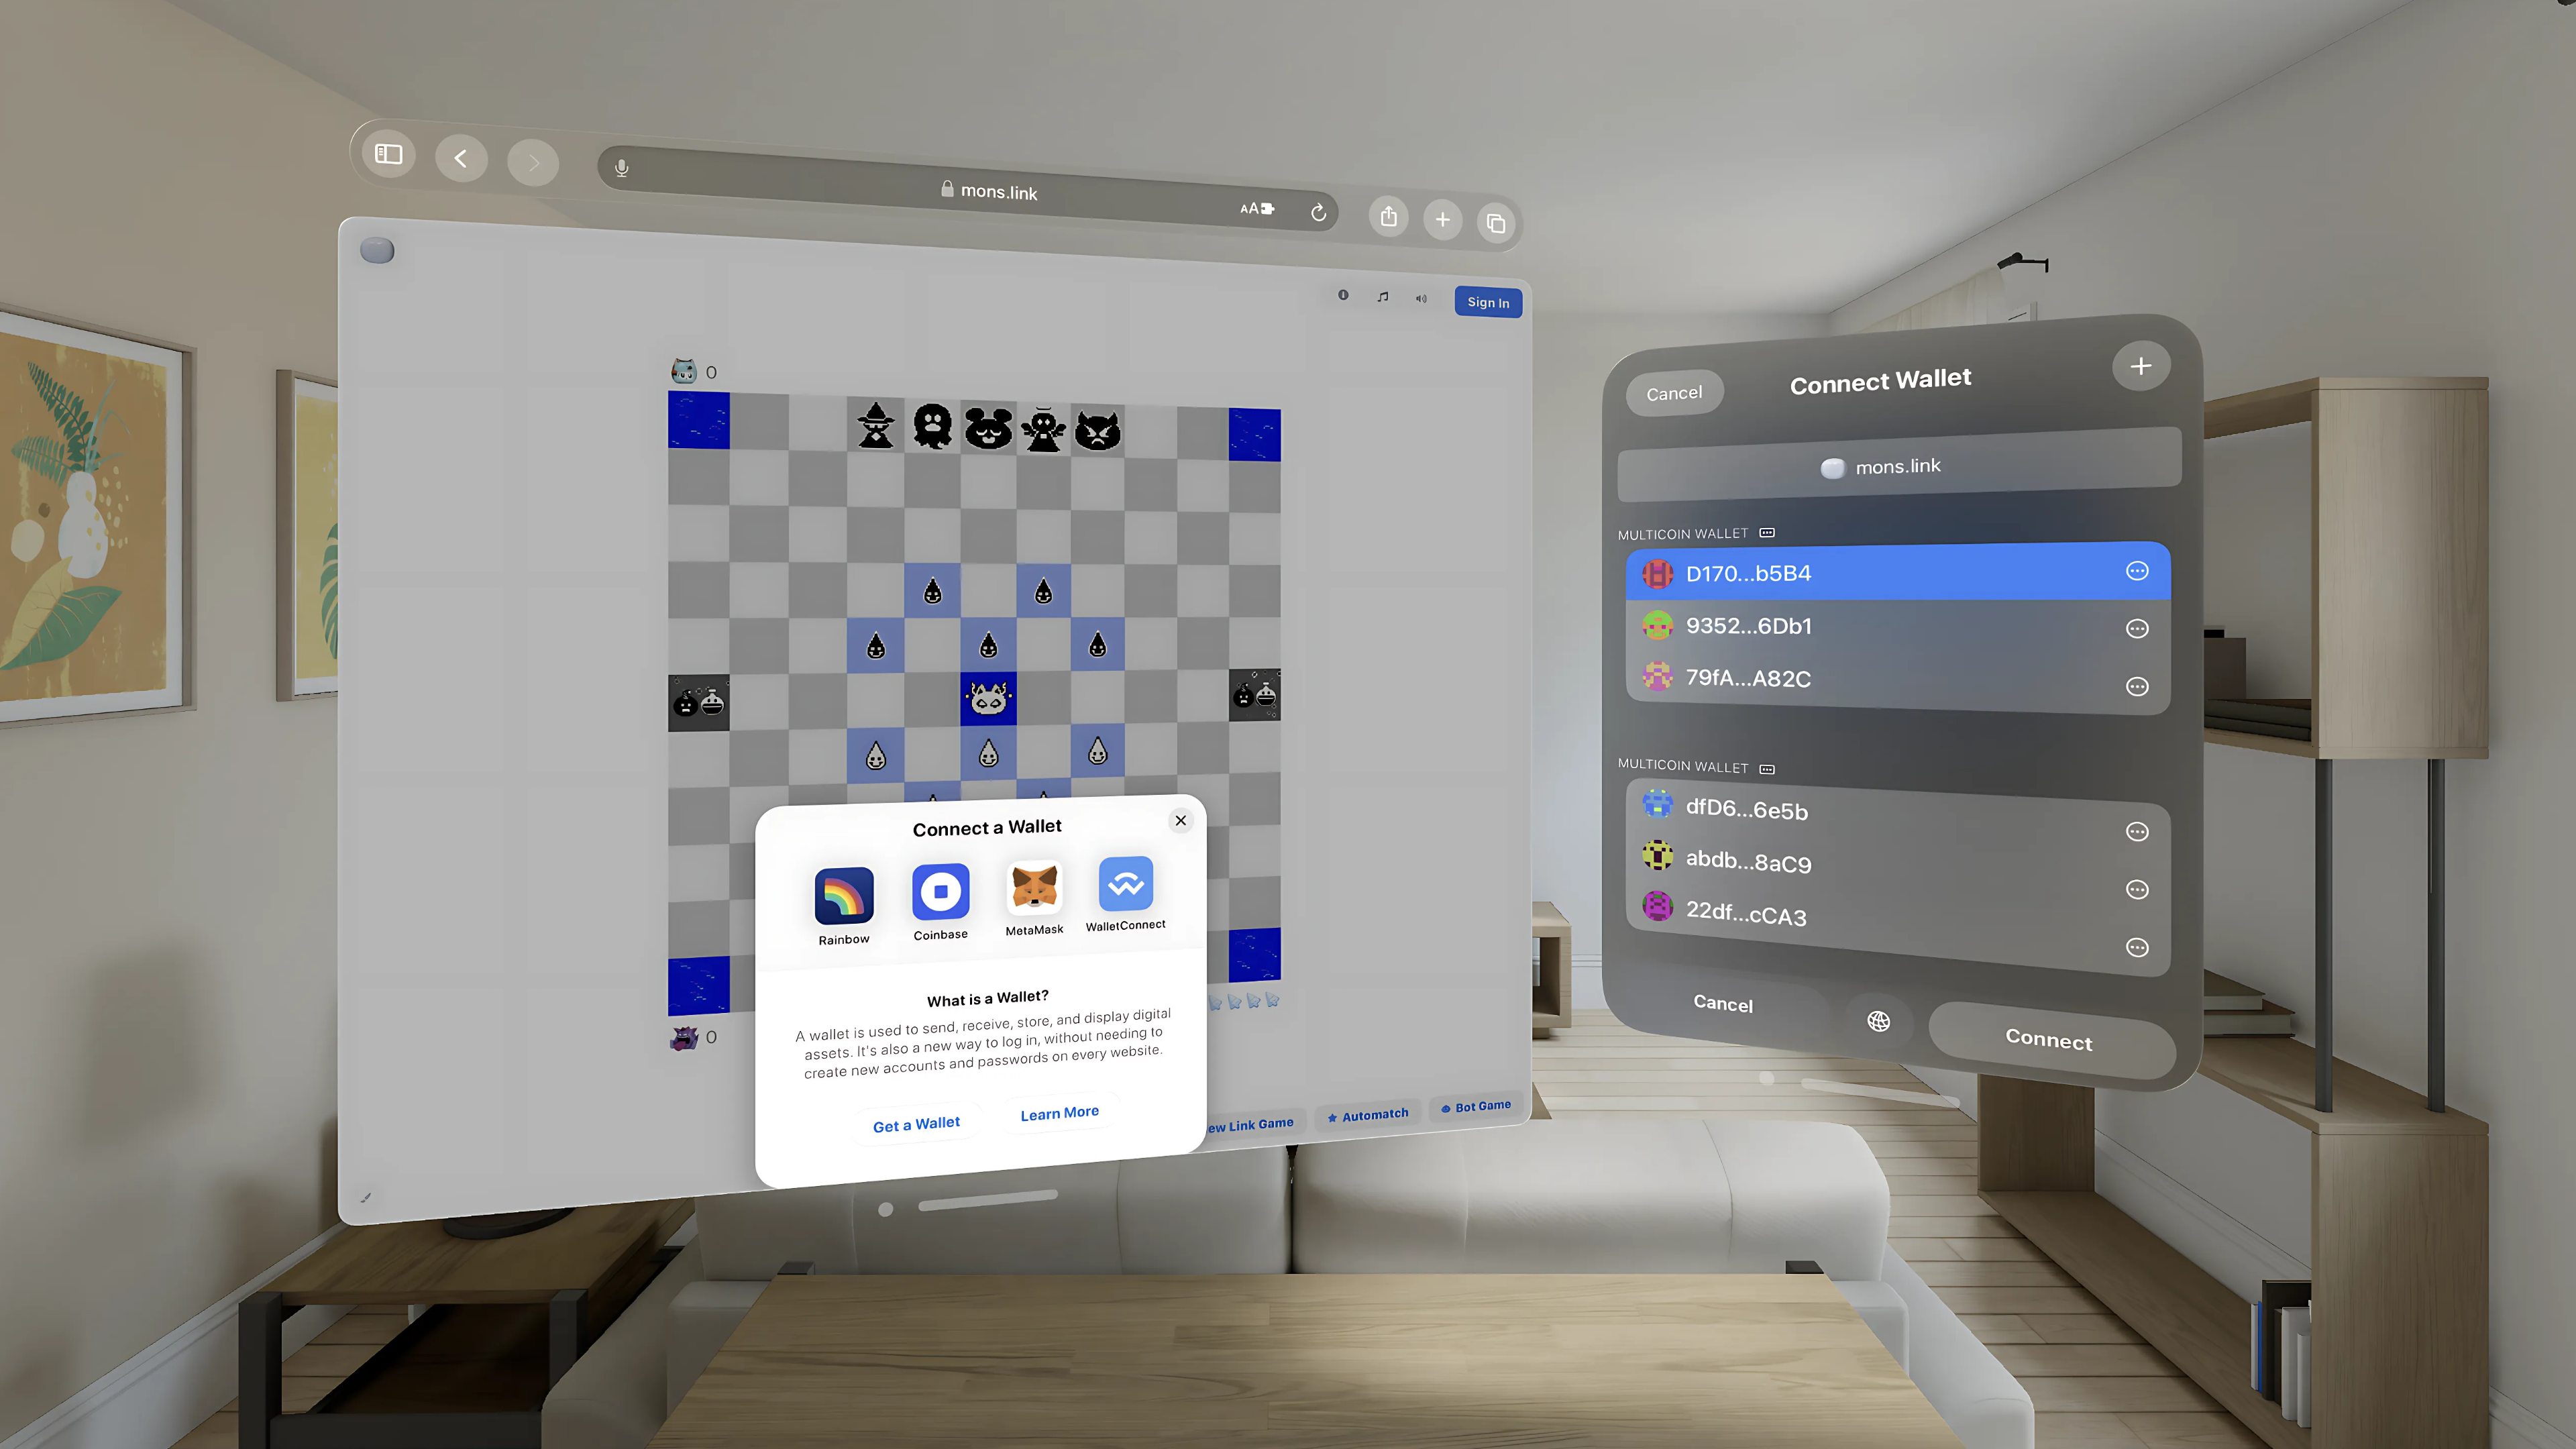 mons.link
AA
Sign In
0
0
Connect a Wallet
Rainbow
Coinbase
MetaMask
WalletConnect
What is a Wallet?
A wallet is used to send, receive, store, and display digital
assets. It's also a new way to log in, without needing to
create new accounts and passwords on every website.
Get a Wallet
Learn More
ew Link Game
Automatch
Bot Game
Cancel
Connect Wallet
mons.link
MULTICOIN WALLET
D170...b5B4
9352...6Db1
79fA...A82C
MULTICOIN WALLET
dfD6...6e5b
abdb...8aC9
22df...cCA3
Cancel
Connect